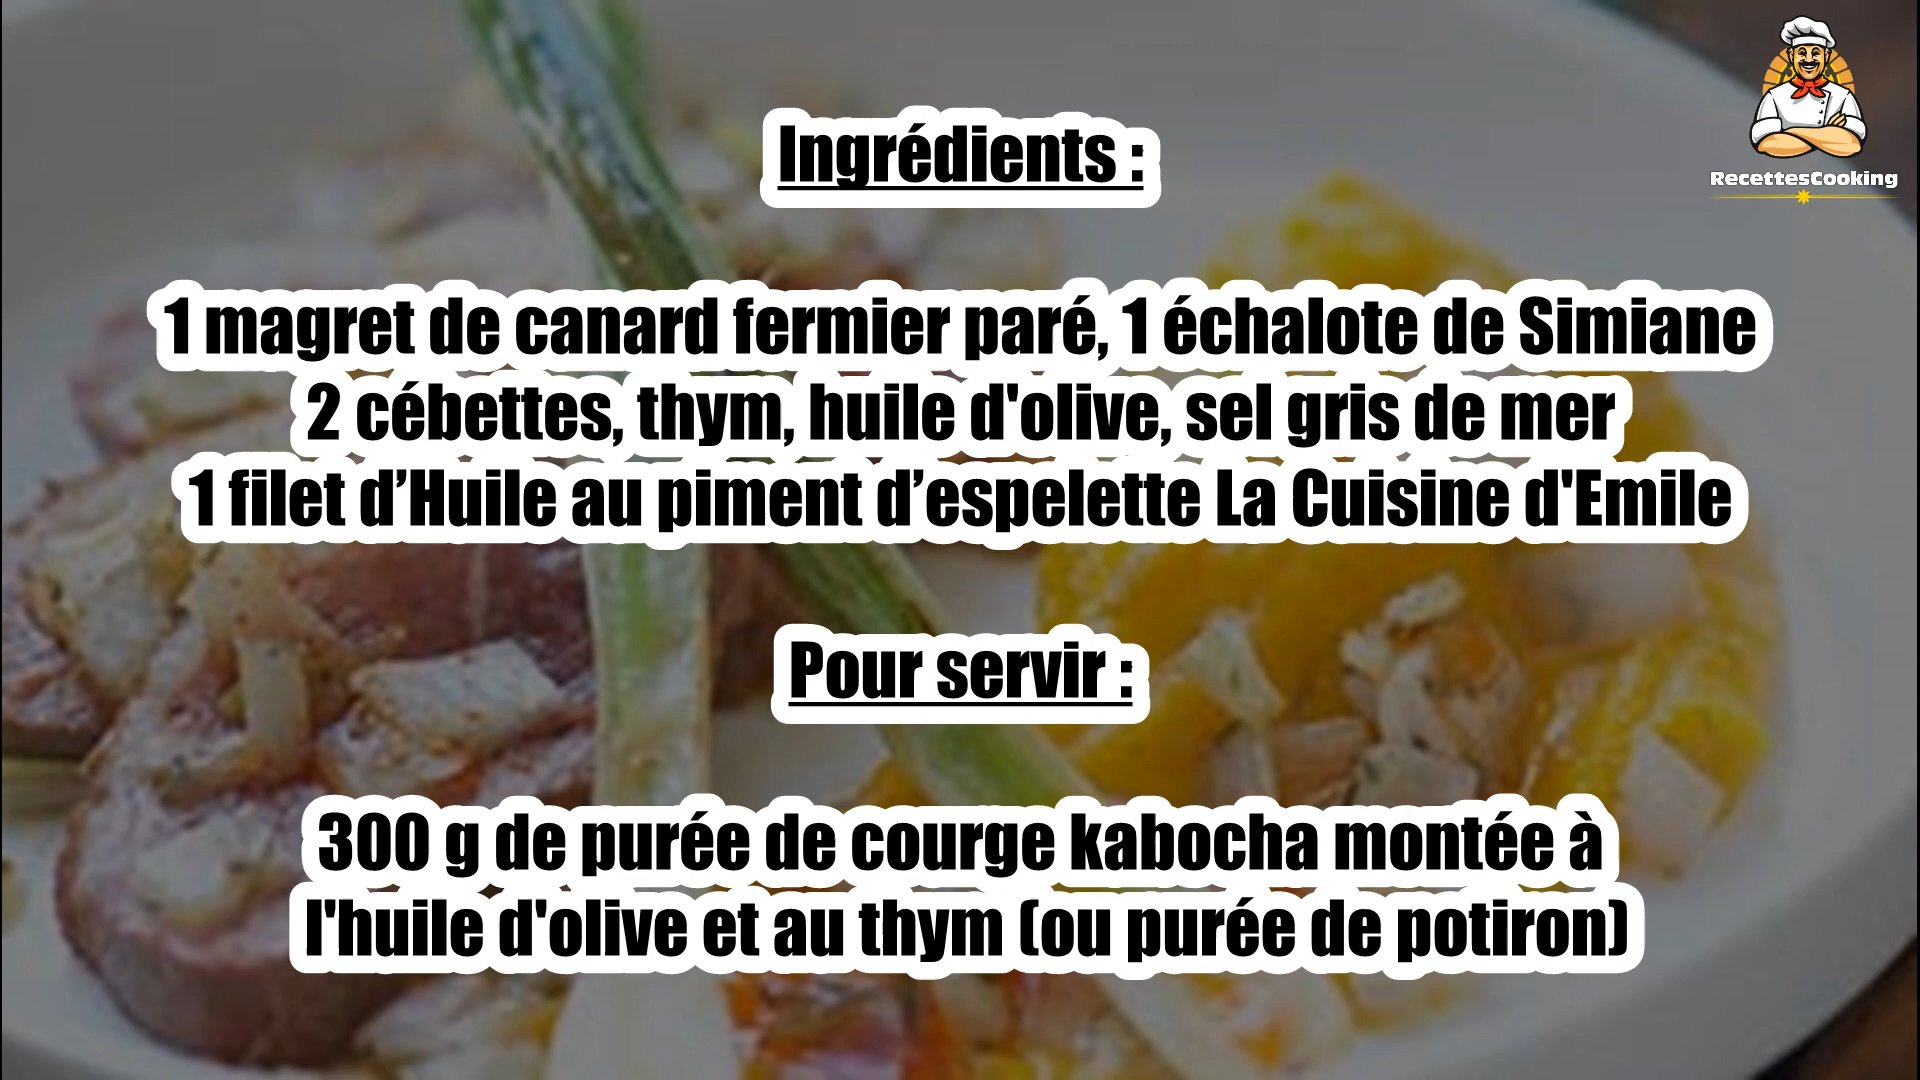 RecettesCooking
Ingrédients :
1 magret de canard fermier paré, 1 échalote de Simiane
2 cébettes, thym, huile d'olive, sel gris de mer
1 filet d’Huile au piment d’espelette La Cuisine d'Emile
Pour servir :
300 g de purée de courge kabocha montée à
l'huile d'olive et au thym (ou purée de potiron)